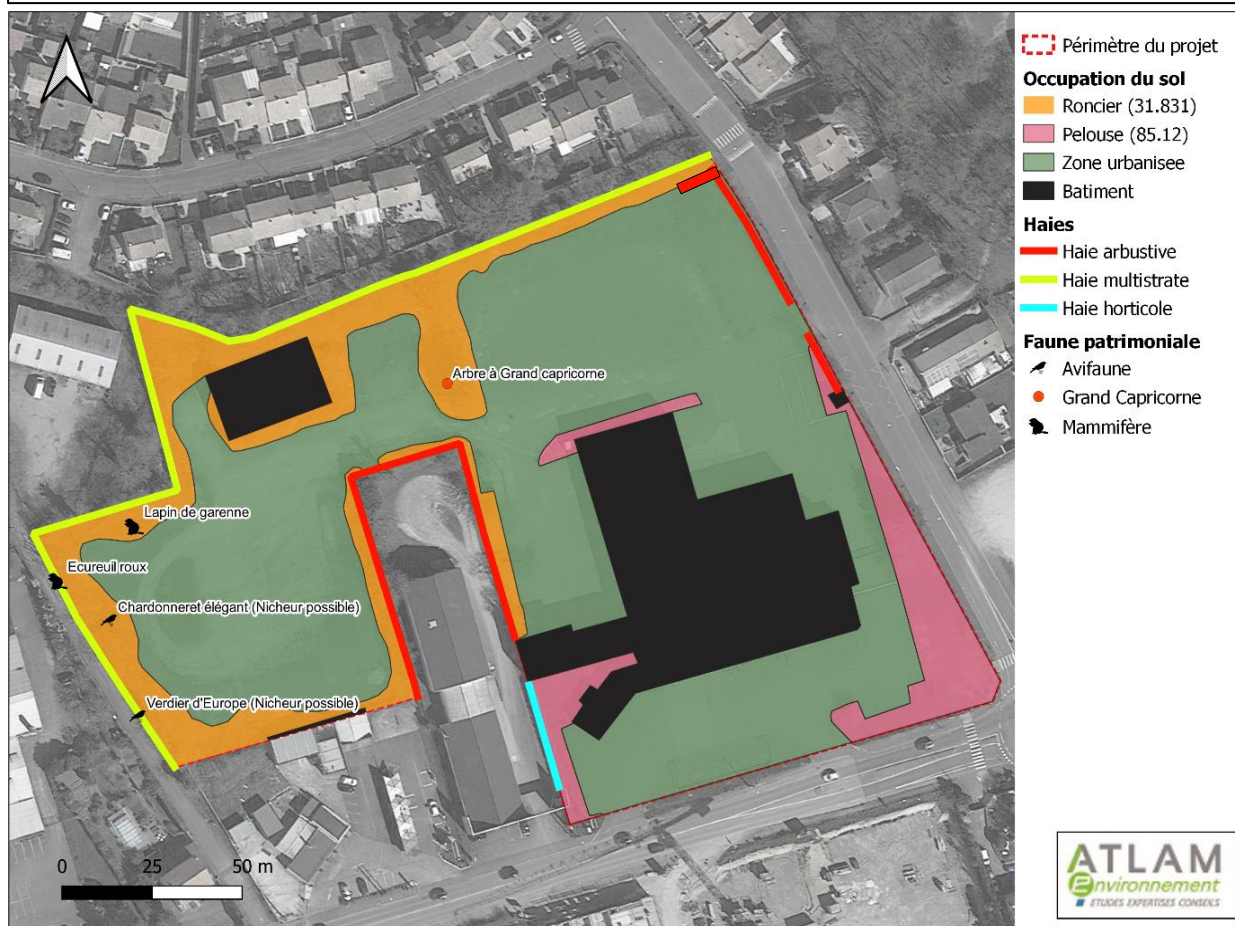 Périmètre du projet
Occupation du sol
Roncier (31.831)
Pelouse (85.12)
Zone urbanisee
Batiment
Haies
Haie arbustive
Haie multistrate
Haie horticole
Faune patrimoniale
Avifaune
Grand Capricorne
Mammifère
Arbre à Grand capricorne
Lapin de garenne
Ecureuil roux
Chardonneret élégant (Nicheur possible)
Verdier d'Europe (Nicheur possible)
0 25 50 m
ATLAM
Environnement
ETUDES EXPERTISES CONSEILS